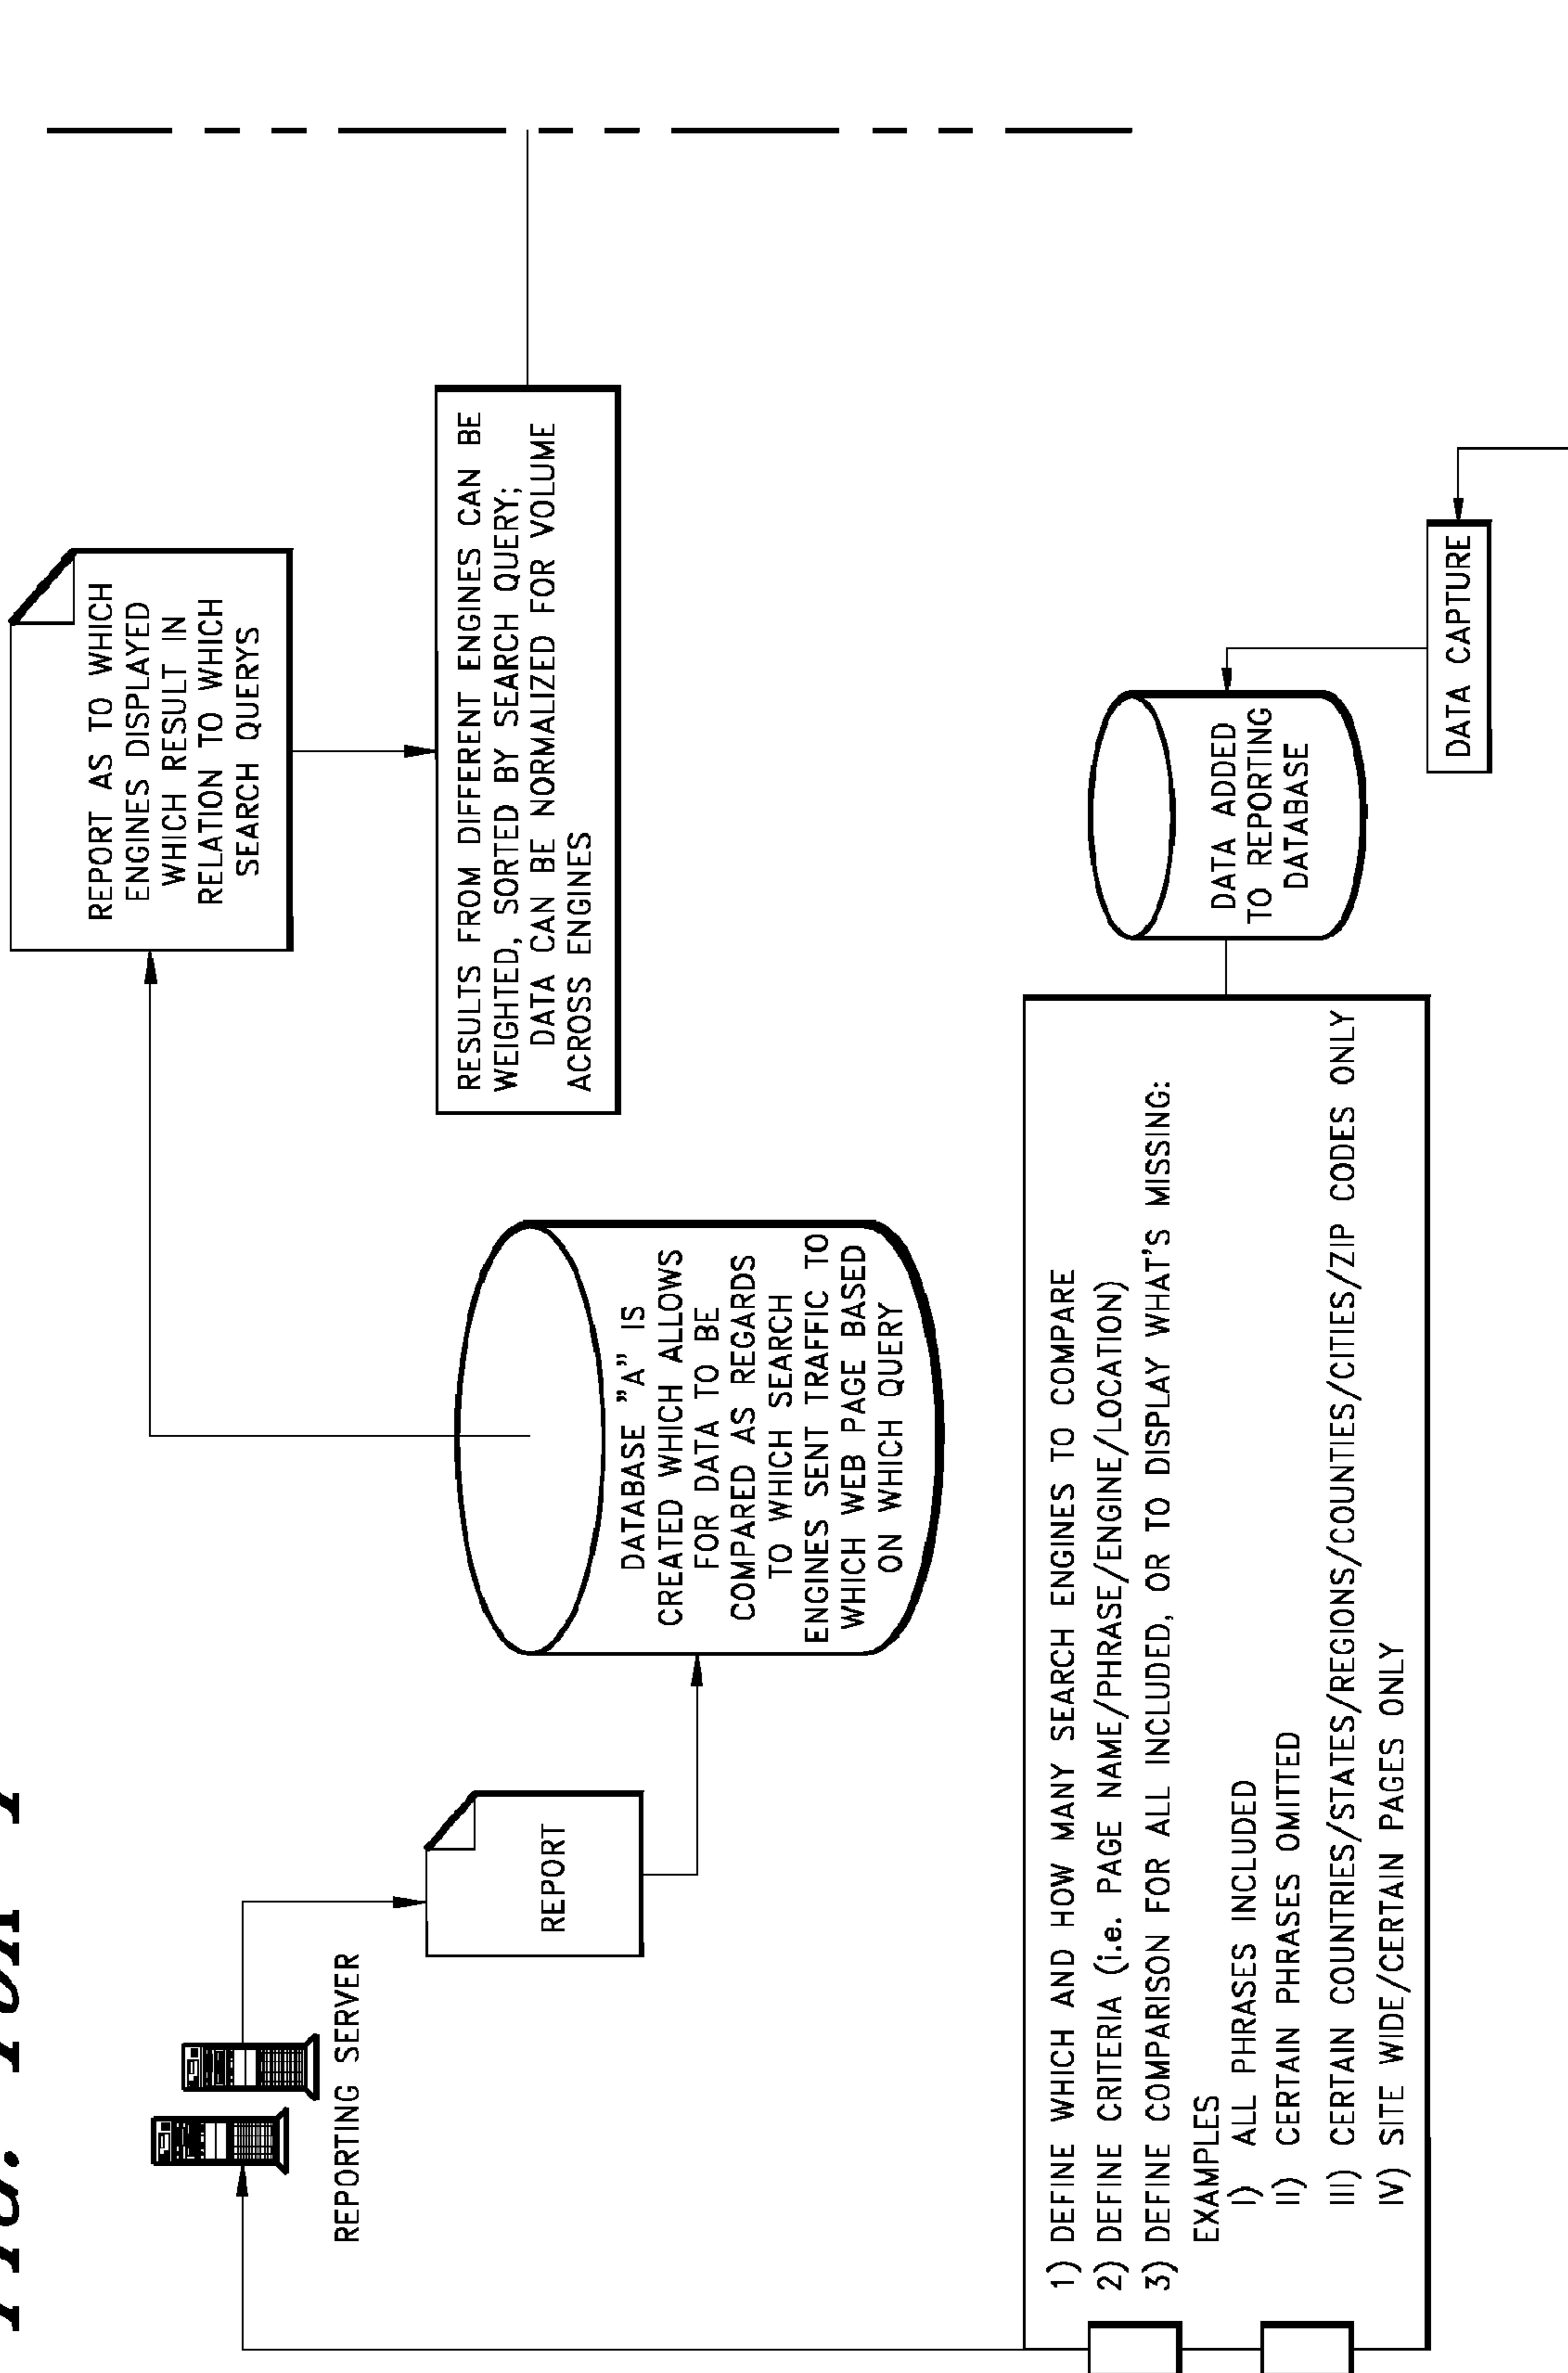 REPORTING SERVER
REPORT
DATABASE "A" IS
CREATED WHICH ALLOWS
FOR DATA TO BE
COMPARED AS REGARDS
TO WHICH SEARCH
ENGINES SENT TRAFFIC TO
WHICH WEB PAGE BASED
ON WHICH QUERY
REPORT AS TO WHICH
ENGINES DISPLAYED
WHICH RESULT IN
RELATION TO WHICH
SEARCH QUERYS
RESULTS FROM DIFFERENT ENGINES CAN BE
WEIGHTED, SORTED BY SEARCH QUERY;
DATA CAN BE NORMALIZED FOR VOLUME
ACROSS ENGINES
1) DEFINE WHICH AND HOW MANY SEARCH ENGINES TO COMPARE
2) DEFINE CRITERIA (i.e. PAGE NAME/PHRASE/ENGINE/LOCATION)
3) DEFINE COMPARISON FOR ALL INCLUDED, OR TO DISPLAY WHAT'S MISSING:
EXAMPLES
I) ALL PHRASES INCLUDED
II) CERTAIN PHRASES OMITTED
III) CERTAIN COUNTRIES/STATES/REGIONS/COUNTIES/CITIES/ZIP CODES ONLY
IV) SITE WIDE/CERTAIN PAGES ONLY
DATA ADDED
TO REPORTING
DATABASE
DATA CAPTURE